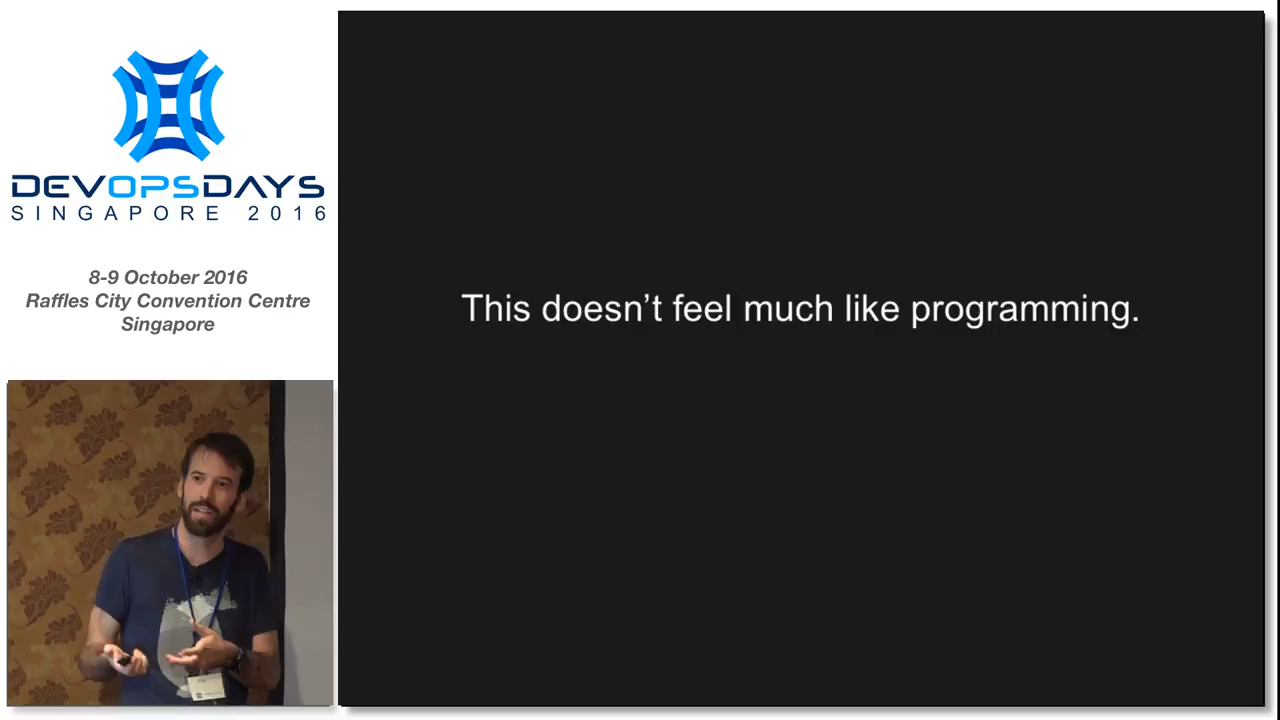 DEVOPSDAYS
SINGAPORE 2016
8-9 October 2016
Raffles City Convention Centre
Singapore
This doesn’t feel much like programming.